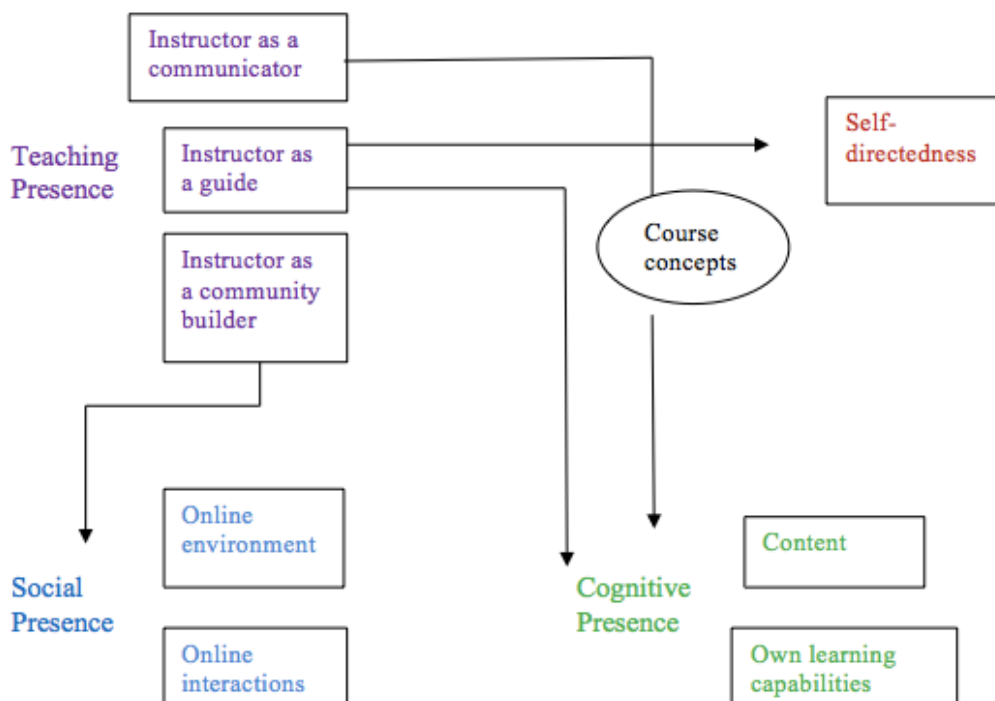 Instructor as a
communicator
Self-
directedness
Teaching
Presence
Instructor as
a guide
Course
concepts
Instructor as
a community
builder
Online
environment
Content
Social
Presence
Cognitive
Presence
Online
interactions
Own learning
capabilities